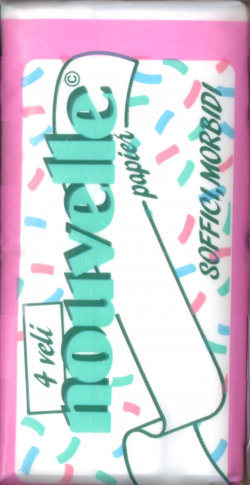 4 veli
nouvelle©
papier
SOFFICI, MORBIDI